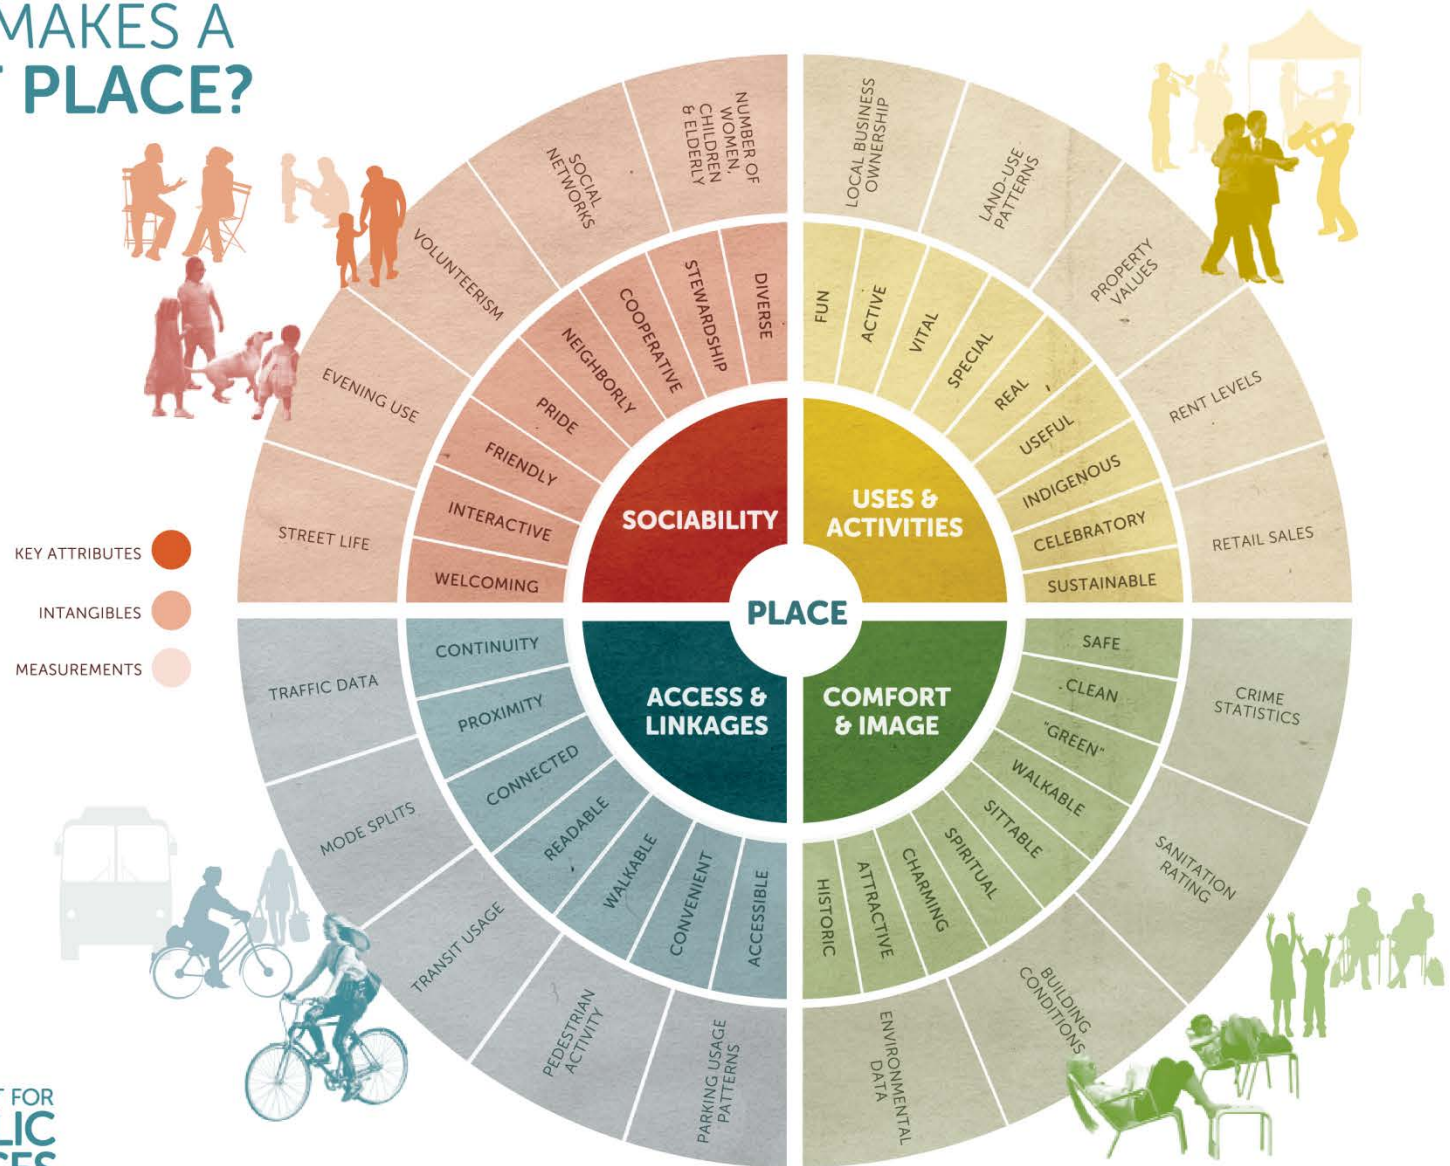 MAKES A
PLACE?
KEY ATTRIBUTES
INTANGIBLES
MEASUREMENTS
PLACE
SOCIABILITY
USES &
ACTIVITIES
ACCESS &
LINKAGES
COMFORT
& IMAGE
WELCOMING
INTERACTIVE
FRIENDLY
PRIDE
NEIGHBORLY
COOPERATIVE
STEWARDSHIP
DIVERSE
FUN
ACTIVE
VITAL
SPECIAL
REAL
USEFUL
INDIGENOUS
CELEBRATORY
SUSTAINABLE
SAFE
CLEAN
"GREEN"
WALKABLE
SITTABLE
SPIRITUAL
CHARMING
ATTRACTIVE
HISTORIC
ACCESSIBLE
CONVENIENT
WALKABLE
READABLE
CONNECTED
PROXIMITY
CONTINUITY
STREET LIFE
EVENING USE
VOLUNTEERISM
SOCIAL
NETWORKS
NUMBER OF
WOMEN,
CHILDREN
& ELDERLY
LOCAL BUSINESS
OWNERSHIP
LAND-USE
PATTERNS
PROPERTY
VALUES
RENT LEVELS
RETAIL SALES
CRIME
STATISTICS
SANITATION
RATING
BUILDING
CONDITIONS
ENVIRONMENTAL
DATA
PARKING USAGE
PATTERNS
PEDESTRIAN
ACTIVITY
TRANSIT USAGE
MODE SPLITS
TRAFFIC DATA
FOR